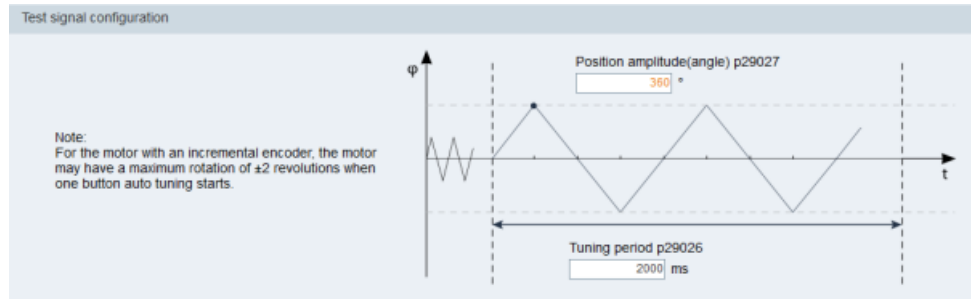 Test signal configuration
φ
Position amplitude(angle) p29027
360 °
Note:
For the motor with an incremental encoder, the motor
may have a maximum rotation of ±2 revolutions when
one button auto tuning starts.
t
Tuning period p29026
2000 ms